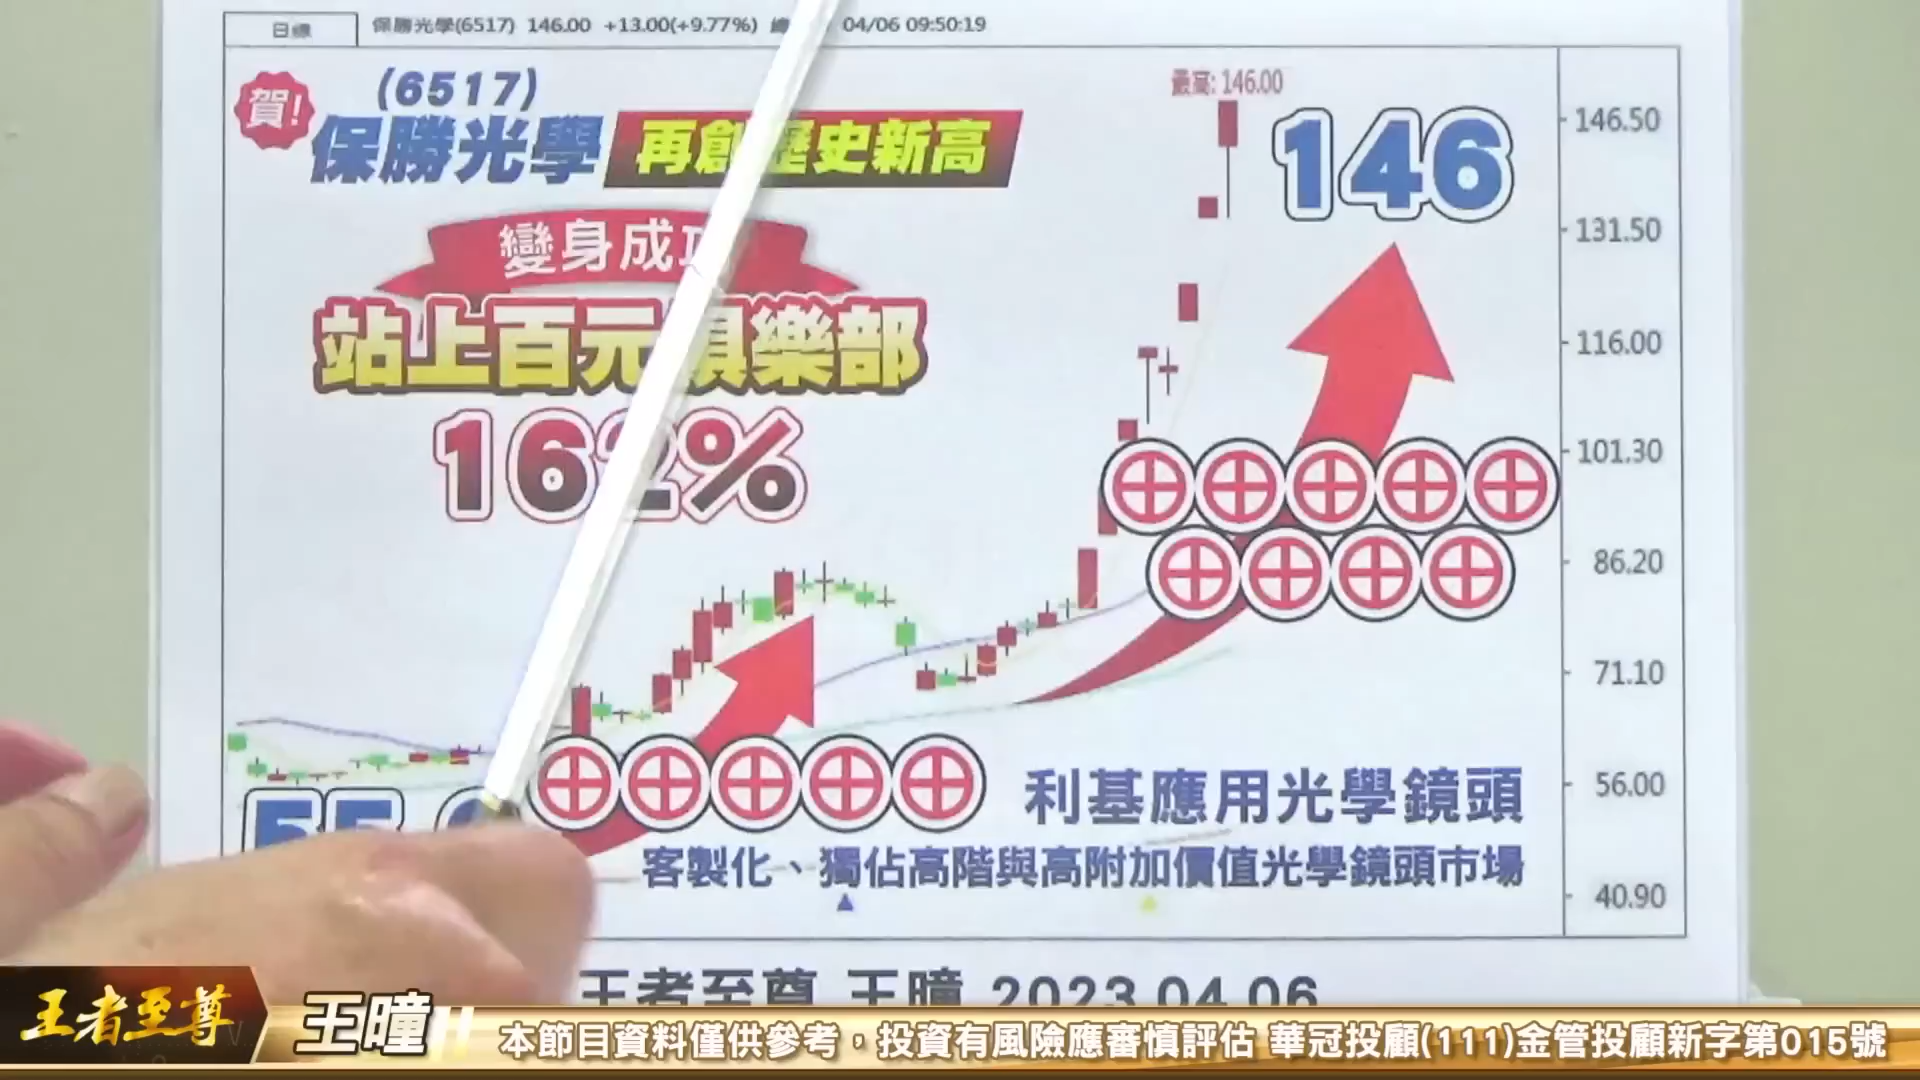 日線 保勝光學(6517) 146.00 +13.00(+9.77%) 04/06 09:50:19
賀!
(6517)
保勝光學 再創歷史新高
最高: 146.00
146
變身成功
站上百元俱樂部
162%
146.50
131.50
116.00
101.30
86.20
71.10
56.00
40.90
利基應用光學鏡頭
客製化、獨佔高階與高附加價值光學鏡頭市場
王者至尊 王曈 2023.04.06
王者至尊 王曈
本節目資料僅供參考，投資有風險應審慎評估 華冠投顧(111)金管投顧新字第015號